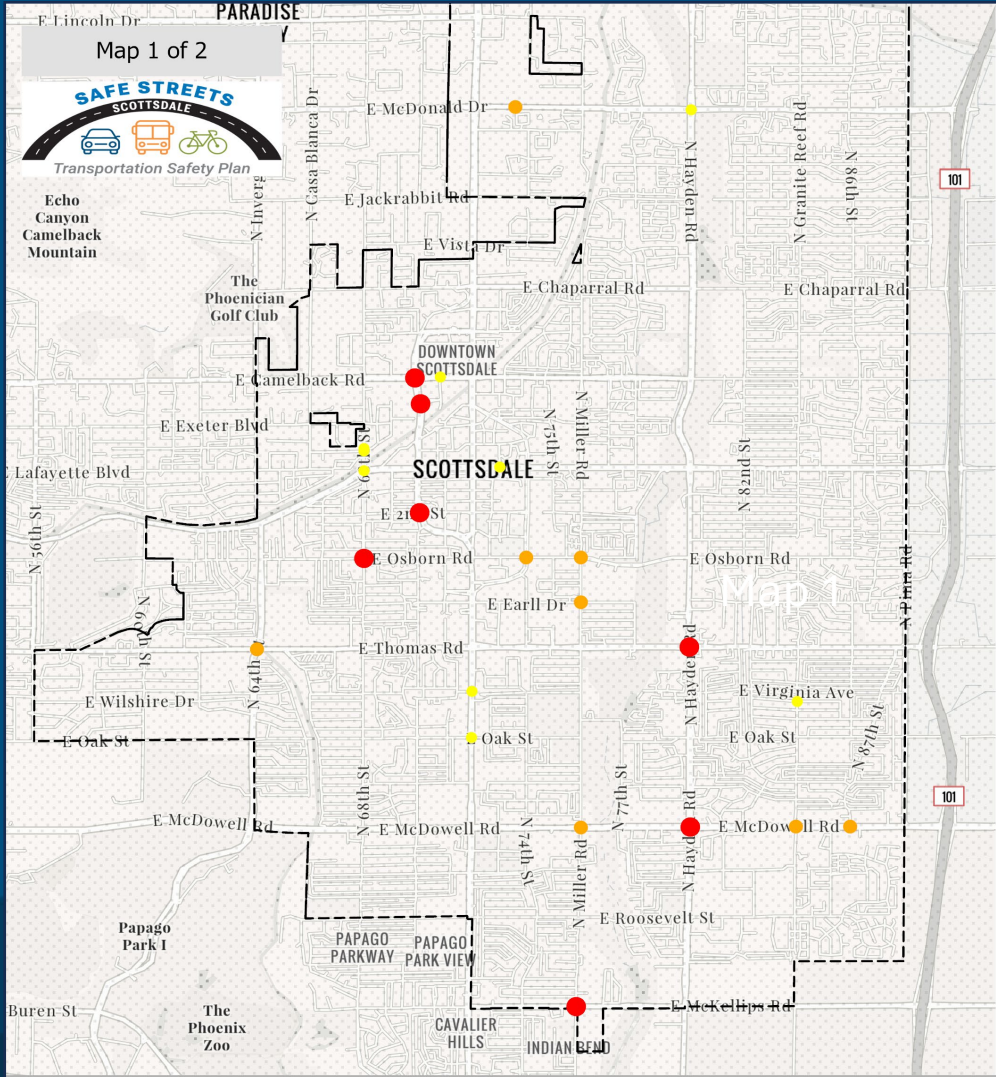 PARADISE
E Lincoln Dr
Map 1 of 2
SAFE STREETS
SCOTTSDALE
Transportation Safety Plan
E McDonald Dr
N Casa Blanca Dr
N Hayden Rd
N Granite Reef Rd
N 86th St
101
E Jackrabbit Rd
Echo
Canyon
Camelback
Mountain
E Vista Dr
The
Phoenician
Golf Club
E Chaparral Rd
E Chaparral Rd
DOWNTOWN
SCOTTSDALE
E Camelback Rd
E Exeter Blvd
N 75th St
N Miller Rd
N 82nd St
E Lafayette Blvd
SCOTTSDALE
N 56th St
E Osborn Rd
E Osborn Rd
N Pima Rd
Map 1
N 60th St
E Earll Dr
N Hayden Rd
E Thomas Rd
E Wilshire Dr
E Virginia Ave
E Oak St
E Oak St
E Oak St
N 87th St
N 68th St
N 77th St
101
E McDowell Rd
E McDowell Rd
E McDowell Rd
N 74th St
N Miller Rd
E Roosevelt St
Papago
Park I
PAPAGO
PARKWAY
PAPAGO
PARK VIEW
E McKellips Rd
Buren St
The
Phoenix
Zoo
CAVALIER
HILLS
INDIAN BEND